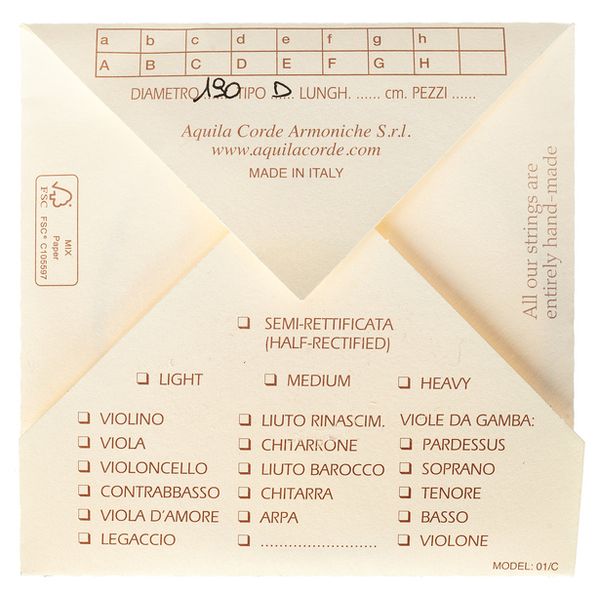 a b c d e f g h
A B C D E F G H
DIAMETRO 190 TIPO D LUNGH. ...... cm. PEZZI ......
Aquila Corde Armoniche S.r.l.
www.aquilacorde.com
MADE IN ITALY
FSC
MIX
Paper
FSC® C105597
All our strings are
entirely hand-made
SEMI-RETTIFICATA
(HALF-RECTIFIED)
LIGHT MEDIUM HEAVY
VIOLINO LIUTO RINASCIM. VIOLE DA GAMBA:
VIOLA CHITARRONE PARDESSUS
VIOLONCELLO LIUTO BAROCCO SOPRANO
CONTRABBASSO CHITARRA TENORE
VIOLA D'AMORE ARPA BASSO
LEGACCIO ........................... VIOLONE
MODEL: 01/C